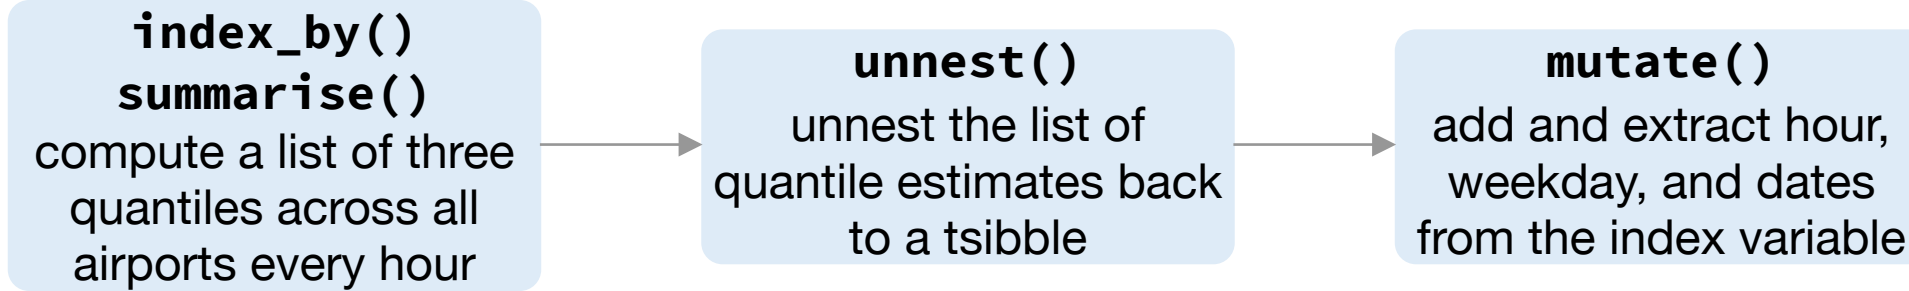 index_by()
summarise()
compute a list of three
quantiles across all
airports every hour
unnest()
unnest the list of
quantile estimates back
to a tsibble
mutate()
add and extract hour,
weekday, and dates
from the index variable